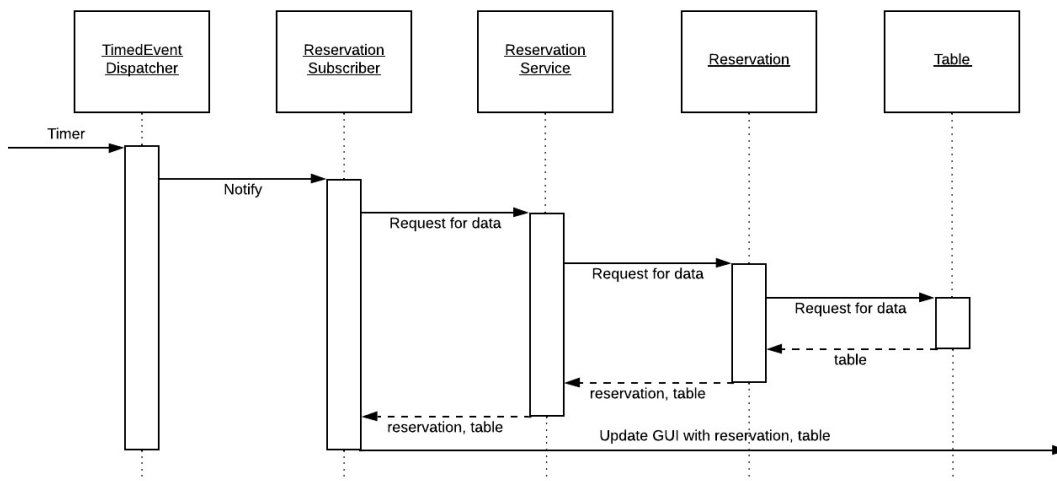 TimedEvent
Dispatcher
Reservation
Subscriber
Reservation
Service
Reservation
Table
Timer
Notify
Request for data
Request for data
Request for data
table
reservation, table
reservation, table
Update GUI with reservation, table